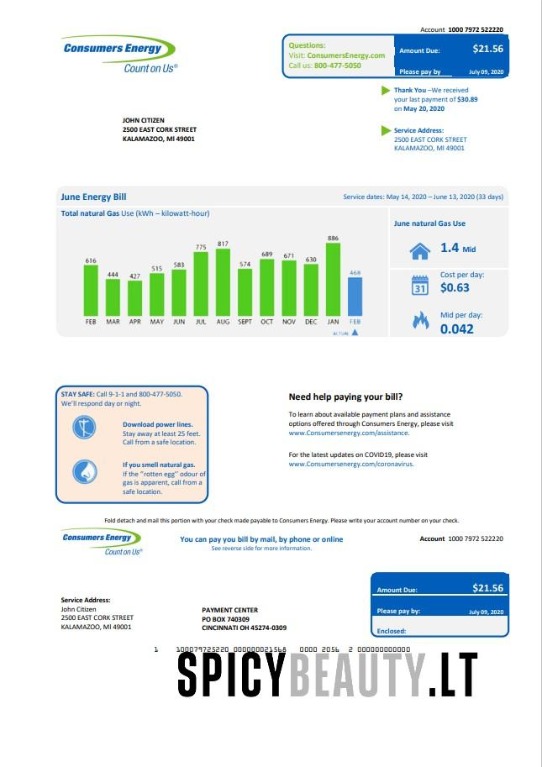 Account 1000 7972 522220
Consumers Energy
Count on Us®
Questions:
Visit: ConsumersEnergy.com
Call us: 800-477-5050
Amount Due: $21.56
Please pay by July 09, 2020
Thank You –We received
your last payment of $30.89
on May 20, 2020
JOHN CITIZEN
2500 EAST CORK STREET
KALAMAZOO, MI 49001
Service Address:
2500 EAST CORK STREET
KALAMAZOO, MI 49001
June Energy Bill
Service dates: May 14, 2020 – June 13, 2020 (33 days)
Total natural Gas Use (kWh – kilowatt-hour)
616 444 427 515 583 775 817 574 689 671 630 886 468
FEB MAR APR MAY JUN JUL AUG SEPT OCT NOV DEC JAN FEB
June natural Gas Use
1.4 Mid
31
Cost per day:
$0.63
Mid per day:
0.042
STAY SAFE: Call 9-1-1 and 800-477-5050.
We'll respond day or night.
Download power lines.
Stay away at least 25 feet.
Call from a safe location.
If you smell natural gas.
If the "rotten egg" odour of
gas is apparent, call from a
safe location.
Need help paying your bill?
To learn about available payment plans and assistance
options offered through Consumers Energy, please visit
www.Consumersenergy.com/assistance.
For the latest updates on COVID19, please visit
www.Consumersenergy.com/coronavirus.
Fold detach and mail this portion with your check made payable to Consumers Energy. Please write your account number on your check.
Consumers Energy
Count on Us®
You can pay you bill by mail, by phone or online
See reverse side for more information.
Account 1000 7972 522220
Service Address:
John Citizen
2500 EAST CORK STREET
KALAMAZOO, MI 49001
PAYMENT CENTER
PO BOX 740309
CINCINNATI OH 45274-0309
Amount Due: $21.56
Please pay by: July 09, 2020
Enclosed:
SPICYBEAUTY.LT